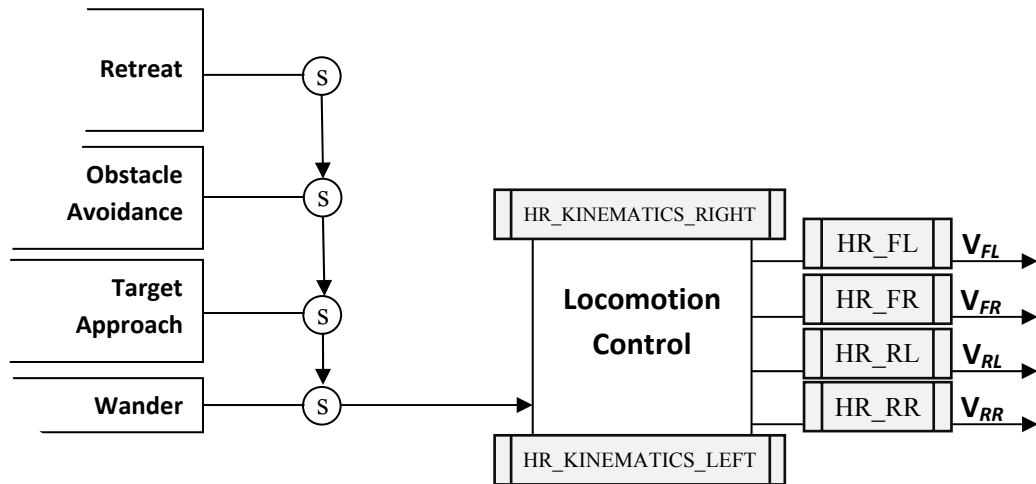 Retreat
S
Obstacle
Avoidance
S
Target
Approach
S
Wander
S
HR_KINEMATICS_RIGHT
Locomotion
Control
HR_KINEMATICS_LEFT
HR_FL
V_FL
HR_FR
V_FR
HR_RL
V_RL
HR_RR
V_RR